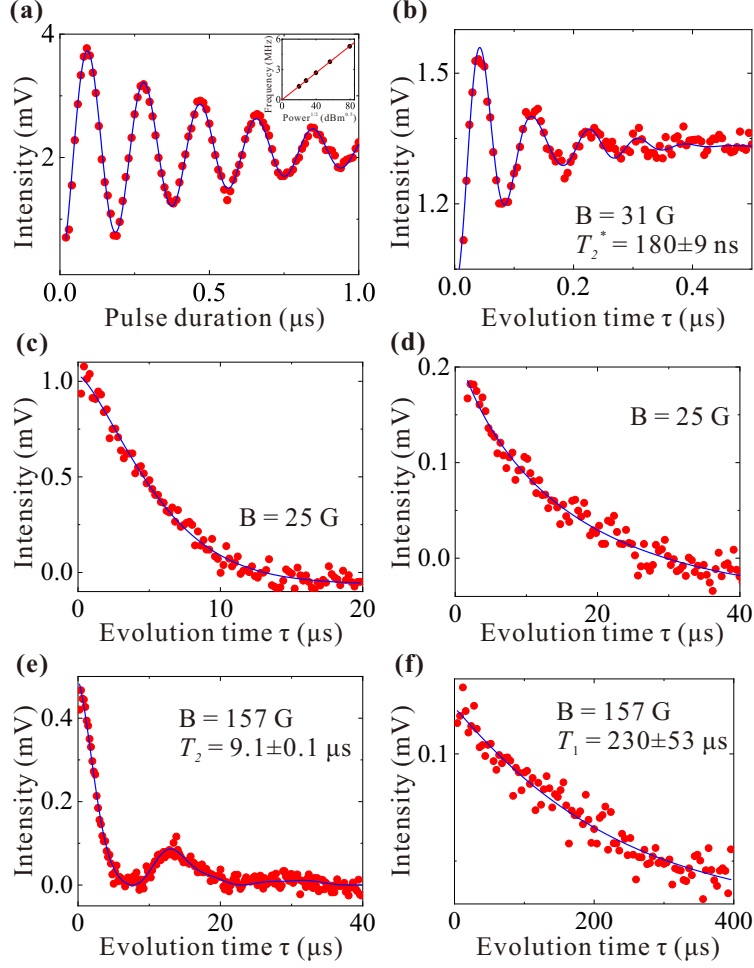 (a)
4
2
0
Intensity (mV)
0.0
0.5
1.0
Pulse duration (μs)
6
3
0
Frequency (MHz)
0
40
80
Power^1/2 (dBm^0.5)
(b)
1.5
1.2
Intensity (mV)
B = 31 G
T2* = 180±9 ns
0.0
0.2
0.4
Evolution time τ (μs)
(c)
1.0
0.5
0.0
Intensity (mV)
B = 25 G
0
10
20
Evolution time τ (μs)
(d)
0.2
0.1
0.0
Intensity (mV)
B = 25 G
0
20
40
Evolution time τ (μs)
(e)
0.4
0.2
0.0
Intensity (mV)
B = 157 G
T2 = 9.1±0.1 μs
0
20
40
Evolution time τ (μs)
(f)
0.1
Intensity (mV)
B = 157 G
T1 = 230±53 μs
0
200
400
Evolution time τ (μs)